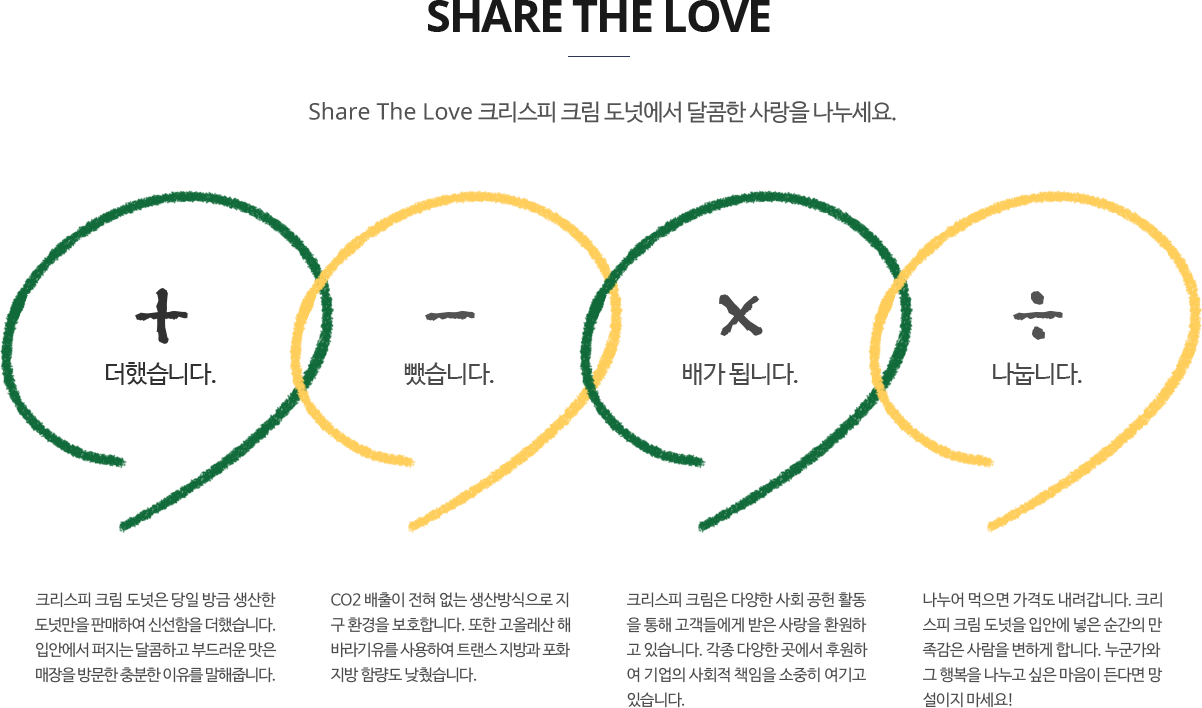 SHARE THE LOVE
Share The Love 크리스피 크림 도넛에서 달콤한 사랑을 나누세요.
+
더했습니다.
−
뺐습니다.
×
배가 됩니다.
÷
나눕니다.
크리스피 크림 도넛은 당일 방금 생산한
도넛만을 판매하여 신선함을 더했습니다.
입안에서 퍼지는 달콤하고 부드러운 맛은
매장을 방문한 충분한 이유를 말해줍니다.
CO2 배출이 전혀 없는 생산방식으로 지
구 환경을 보호합니다. 또한 고올레산 해
바라기유를 사용하여 트랜스 지방과 포화
지방 함량도 낮췄습니다.
크리스피 크림은 다양한 사회 공헌 활동
을 통해 고객들에게 받은 사랑을 환원하
고 있습니다. 각종 다양한 곳에서 후원하
여 기업의 사회적 책임을 소중히 여기고
있습니다.
나누어 먹으면 가격도 내려갑니다. 크리
스피 크림 도넛을 입안에 넣은 순간의 만
족감은 사람을 변하게 합니다. 누군가와
그 행복을 나누고 싶은 마음이 든다면 망
설이지 마세요!